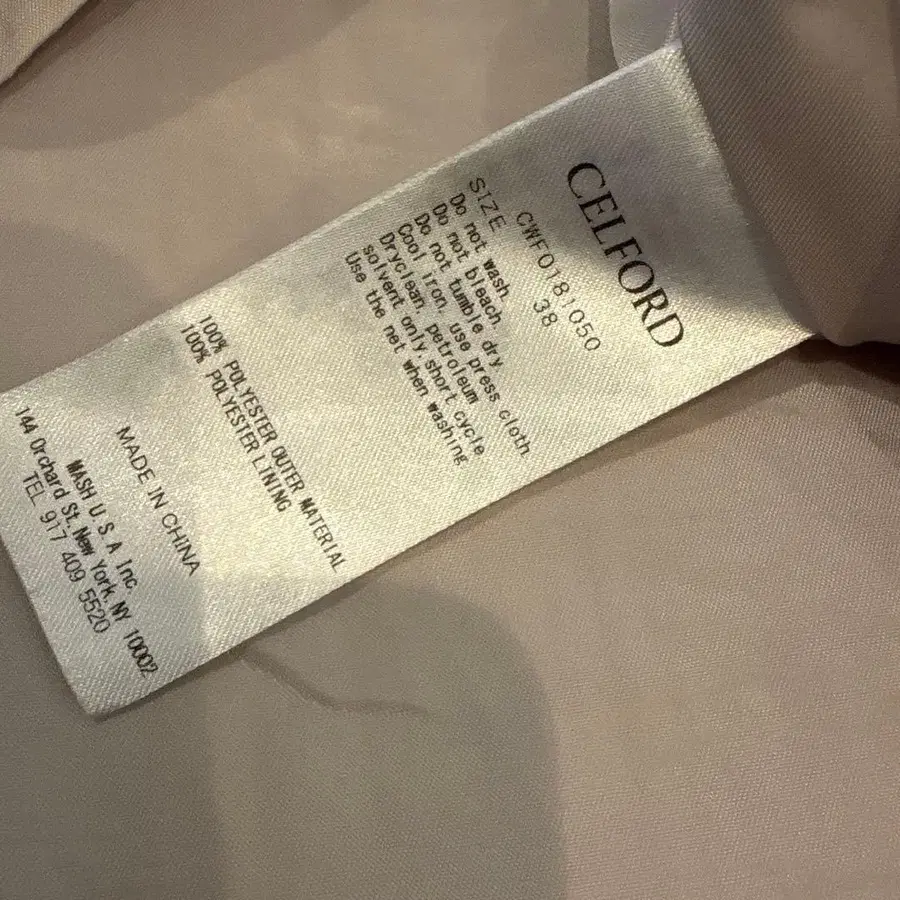 CELFORD
CWF0181050
SIZE 38
Do not wash.
Do not bleach.
Do not tumble dry
Cool iron, use press cloth
Dryclean, petroleum
solvent only, short cycle
Use the net when washing
100% POLYESTER OUTER MATERIAL
100% POLYESTER LINING
MADE IN CHINA
MASH U.S.A Inc.
144 Orchard St, New York, NY 10002
TEL 917 409 5520